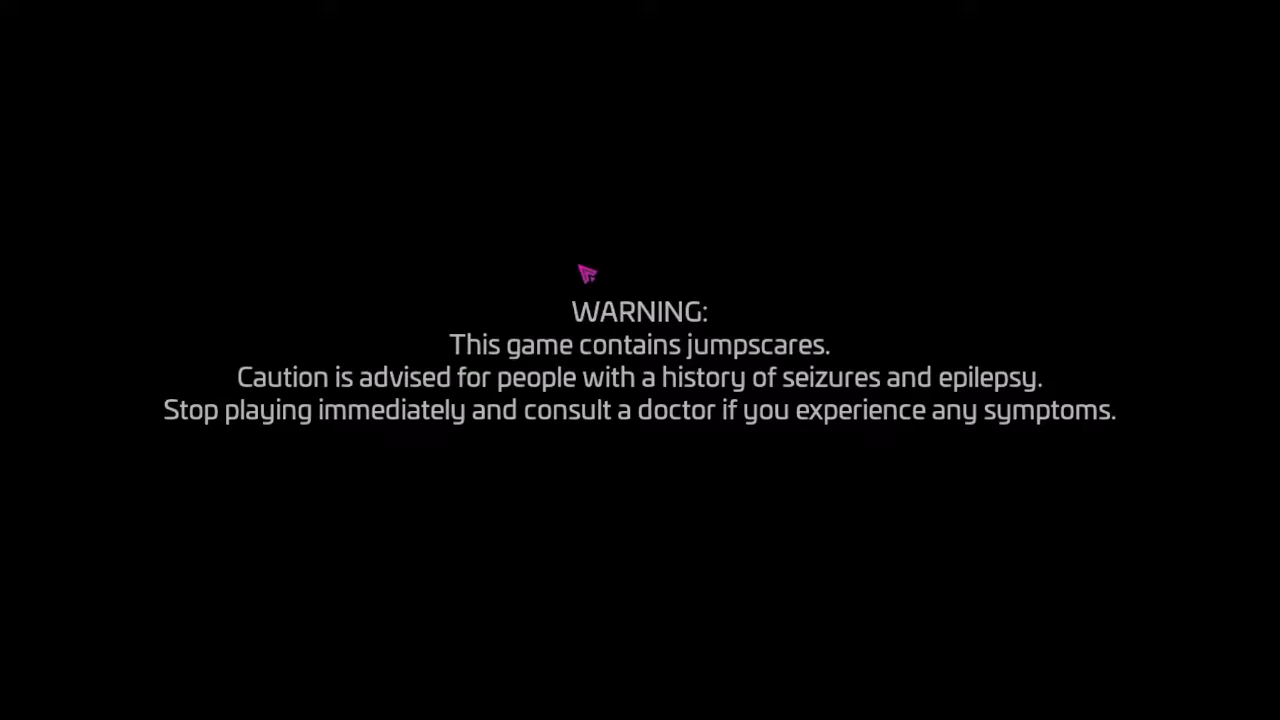 WARNING:
This game contains jumpscares.
Caution is advised for people with a history of seizures and epilepsy.
Stop playing immediately and consult a doctor if you experience any symptoms.